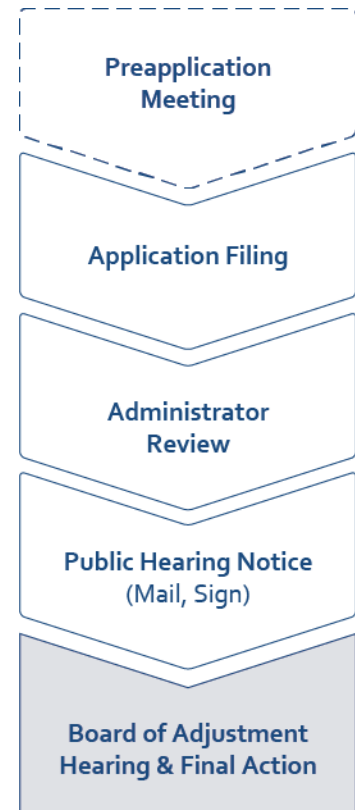 Preapplication
Meeting
Application Filing
Administrator
Review
Public Hearing Notice
(Mail, Sign)
Board of Adjustment
Hearing & Final Action